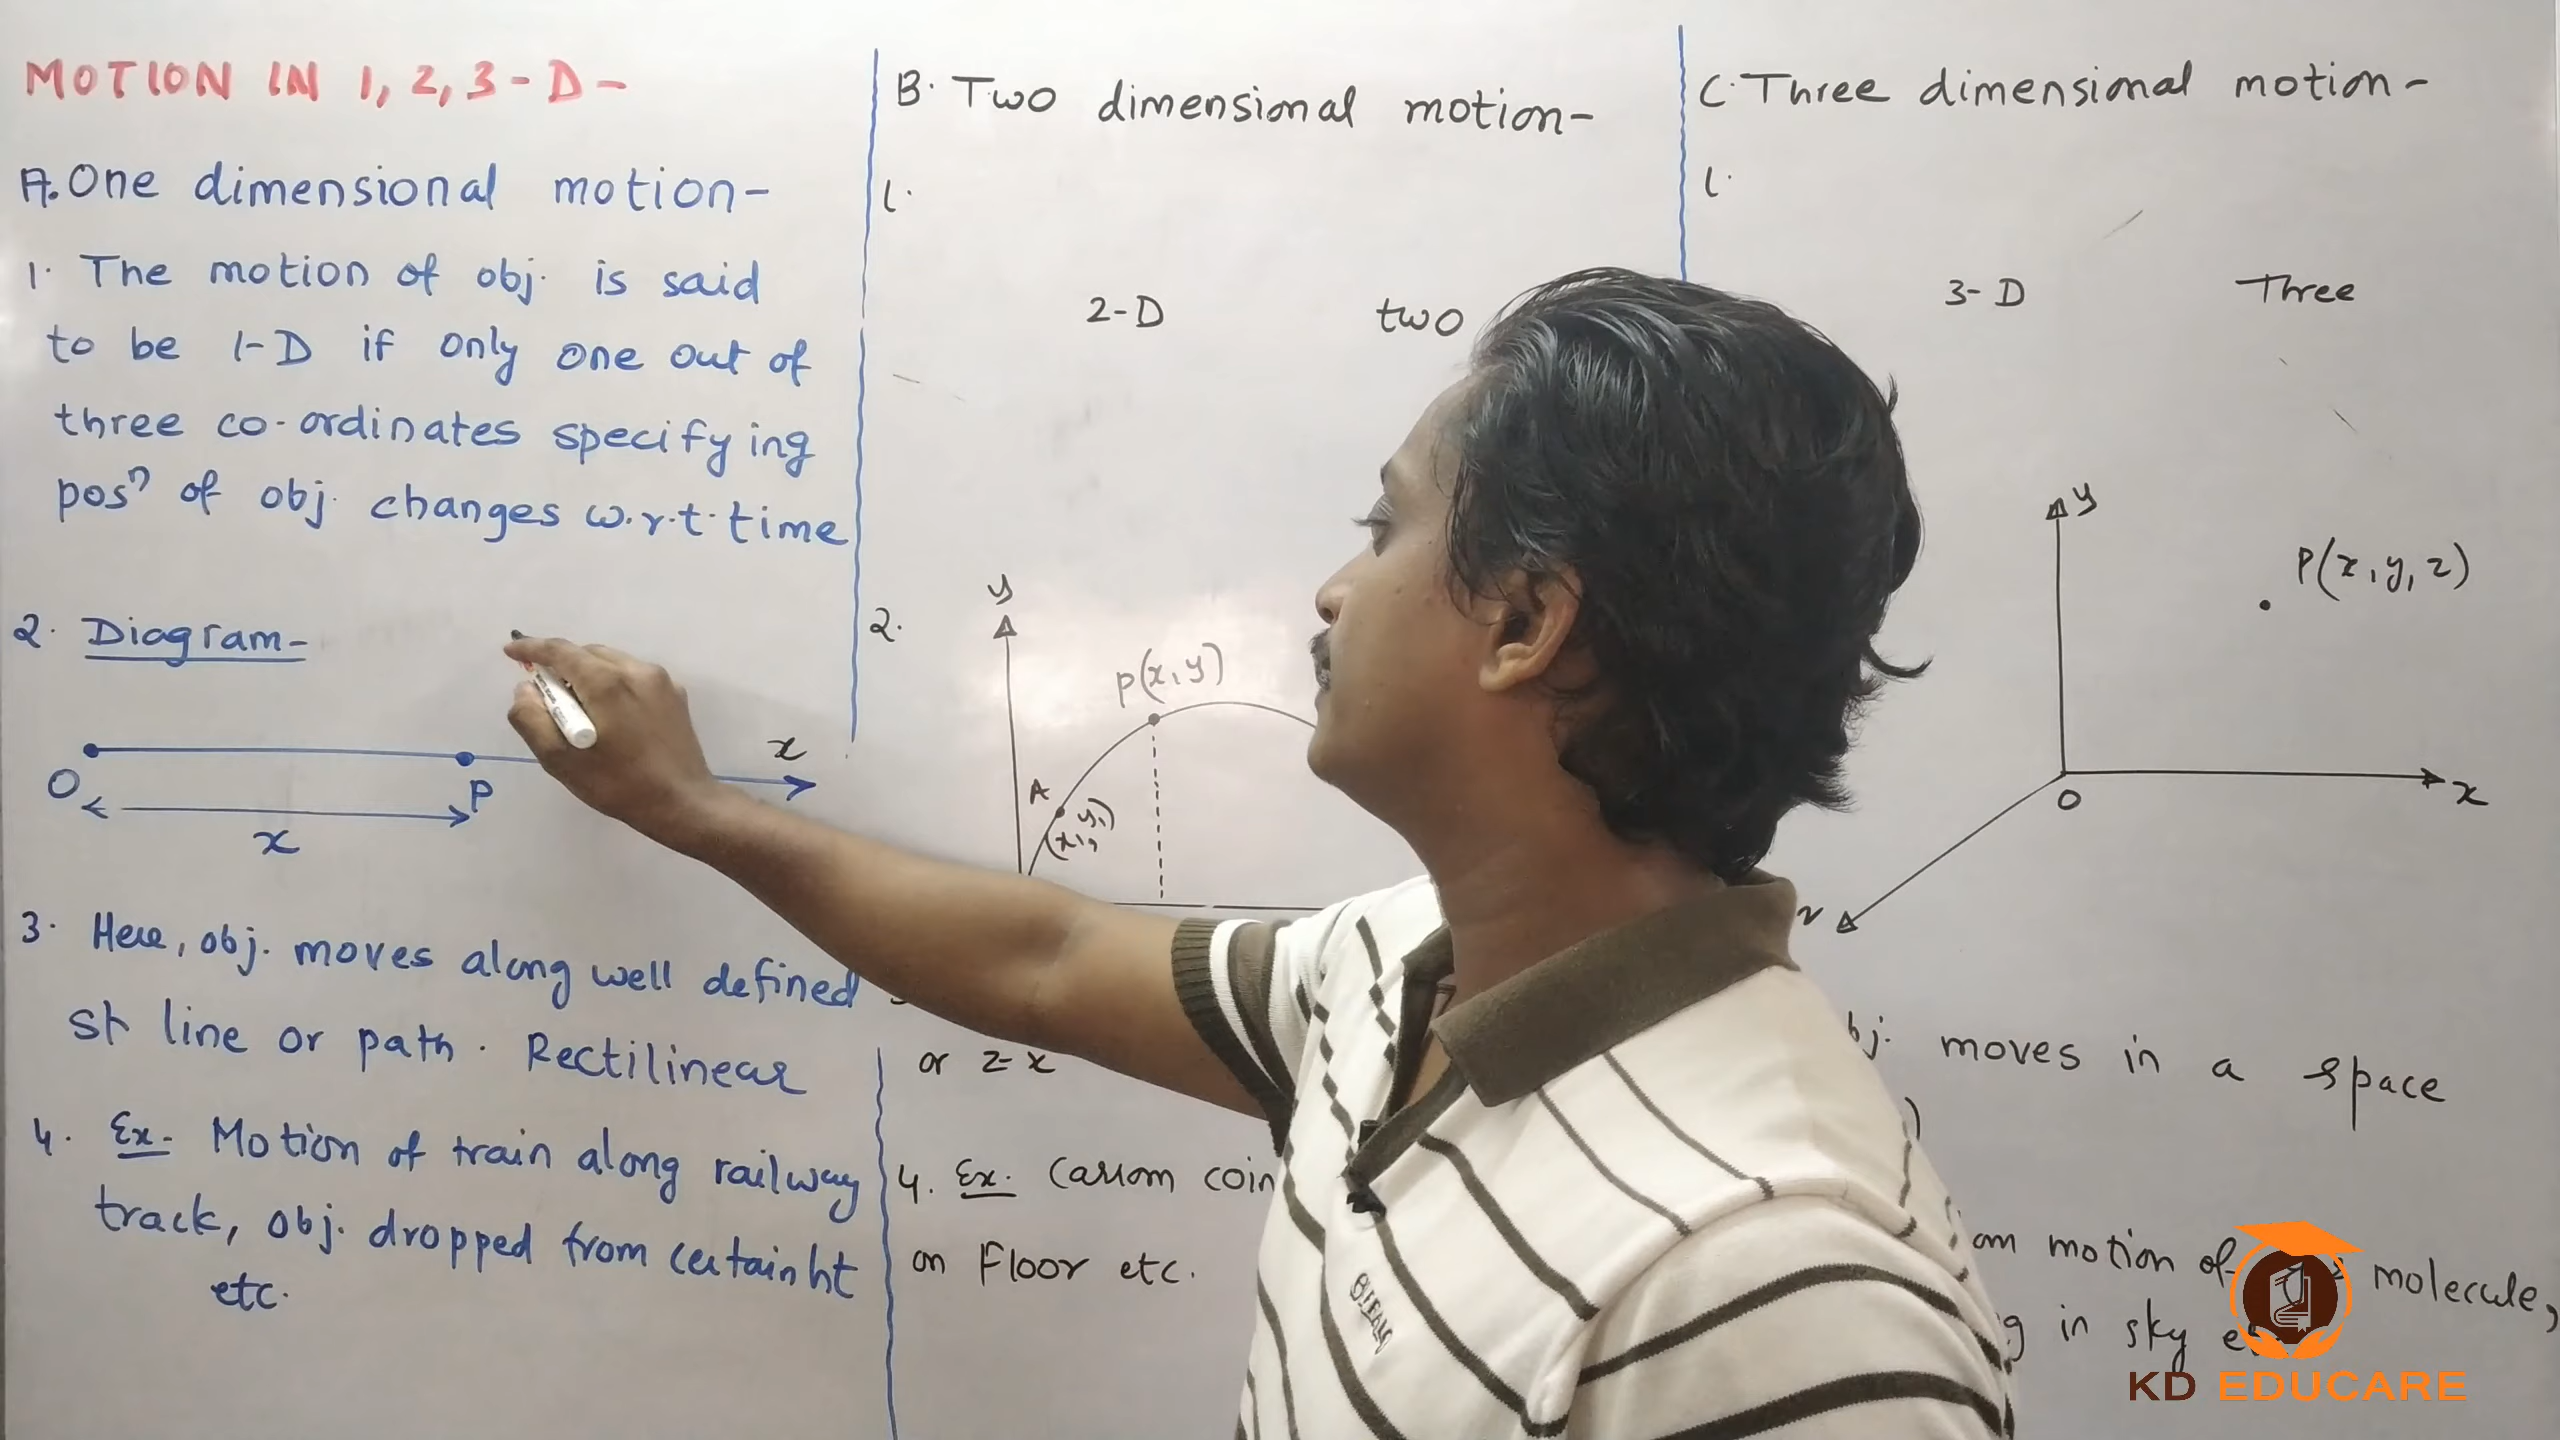 MOTION IN 1, 2, 3-D-
A. One dimensional motion-
1. The motion of obj. is said
to be 1-D if only one out of
three co-ordinates specifying
posⁿ of obj. changes w.r.t. time
2. Diagram-
x
O
P
x
3. Here, obj. moves along well defined
st line or path. Rectilinear
4. Ex- Motion of train along railway
track, obj. dropped from certain ht
etc.
B. Two dimensional motion-
1.
2-D two
2.
y
P(x, y)
A
(x₁, y₁)
or z-x
4. Ex. Carrom coin
on Floor etc.
C. Three dimensional motion-
1.
3-D Three
y
P(x, y, z)
O
x
moves in a space
)
motion of molecule,
in sky
KD EDUCARE